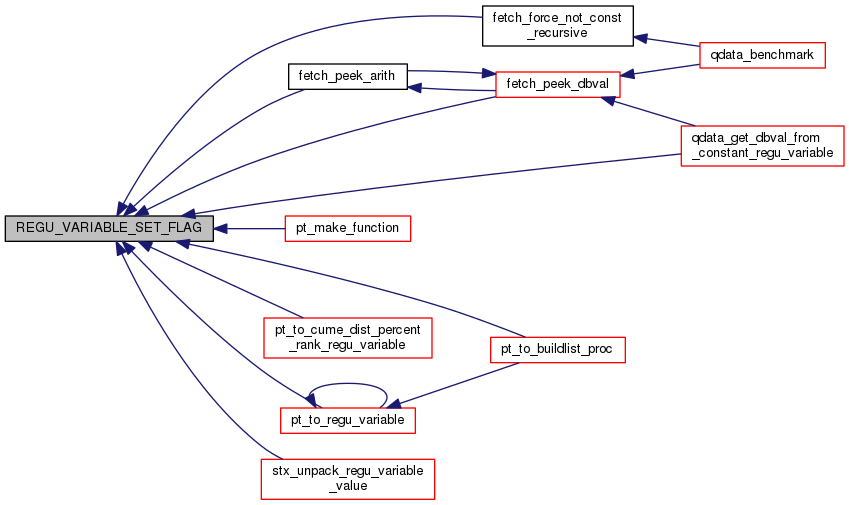 fetch_force_not_const
_recursive
qdata_benchmark
fetch_peek_arith
fetch_peek_dbval
qdata_get_dbval_from
_constant_regu_variable
REGU_VARIABLE_SET_FLAG
pt_make_function
pt_to_cume_dist_percent
_rank_regu_variable
pt_to_buildlist_proc
pt_to_regu_variable
stx_unpack_regu_variable
_value